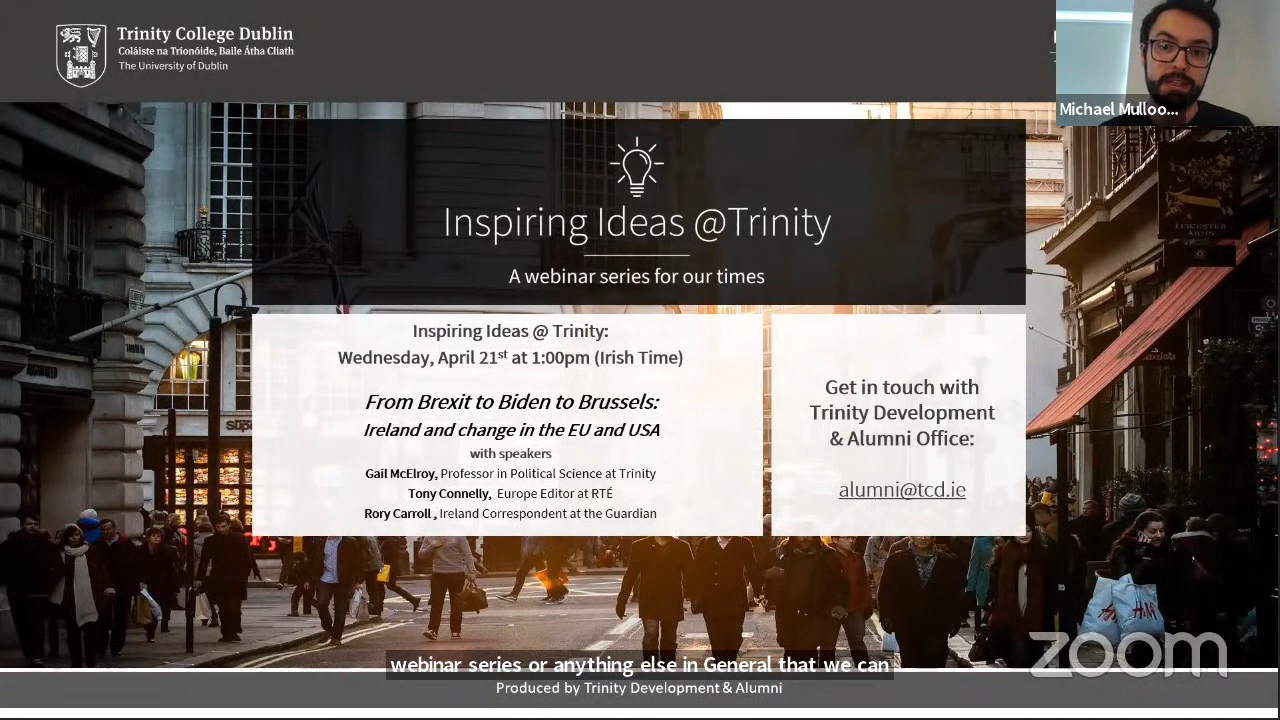 Trinity College Dublin
Coláiste na Tríonóide, Baile Átha Cliath
The University of Dublin
Michael Mulloo...
Inspiring Ideas @Trinity
A webinar series for our times
LEICESTER
ARMS
Inspiring Ideas @ Trinity:
Wednesday, April 21st at 1:00pm (Irish Time)
From Brexit to Biden to Brussels:
Ireland and change in the EU and USA
with speakers
Gail McElroy, Professor in Political Science at Trinity
Tony Connelly, Europe Editor at RTÉ
Rory Carroll , Ireland Correspondent at the Guardian
Get in touch with
Trinity Development
& Alumni Office:
alumni@tcd.ie
H&M
zoom
webinar series or anything else in General that we can
Produced by Trinity Development & Alumni